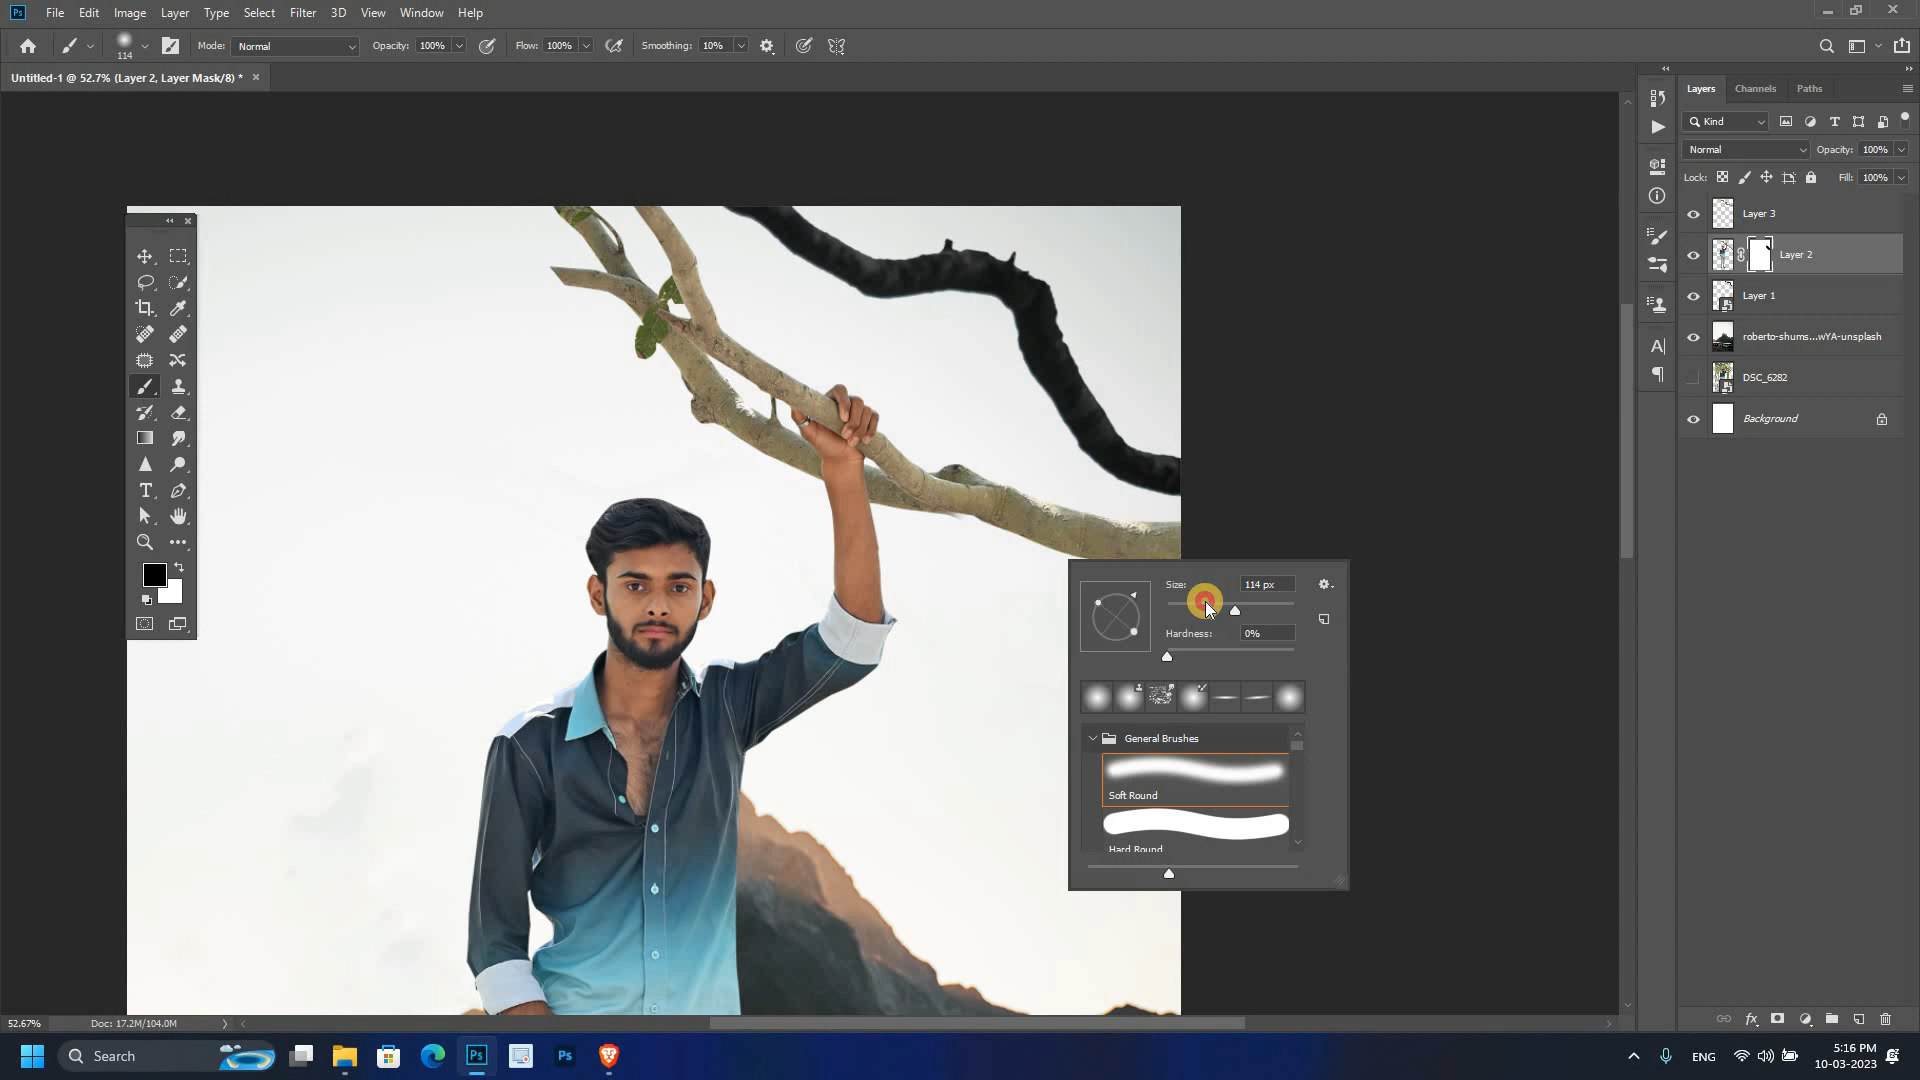 Ps File Edit Image Layer Type Select Filter 3D View Window Help
114 Mode: Normal Opacity: 100% Flow: 100% Smoothing: 10%
Untitled-1 @ 52.7% (Layer 2, Layer Mask/8) *
Layers Channels Paths
Kind
Normal Opacity: 100%
Lock: Fill: 100%
Layer 3
Layer 2
Layer 1
roberto-shums...wYA-unsplash
DSC_6282
Background
Size: 114 px
Hardness: 0%
General Brushes
Soft Round
Hard Round
52.67% Doc: 17.2M/104.0M
Search Ps Ps ENG 5:16 PM
10-03-2023